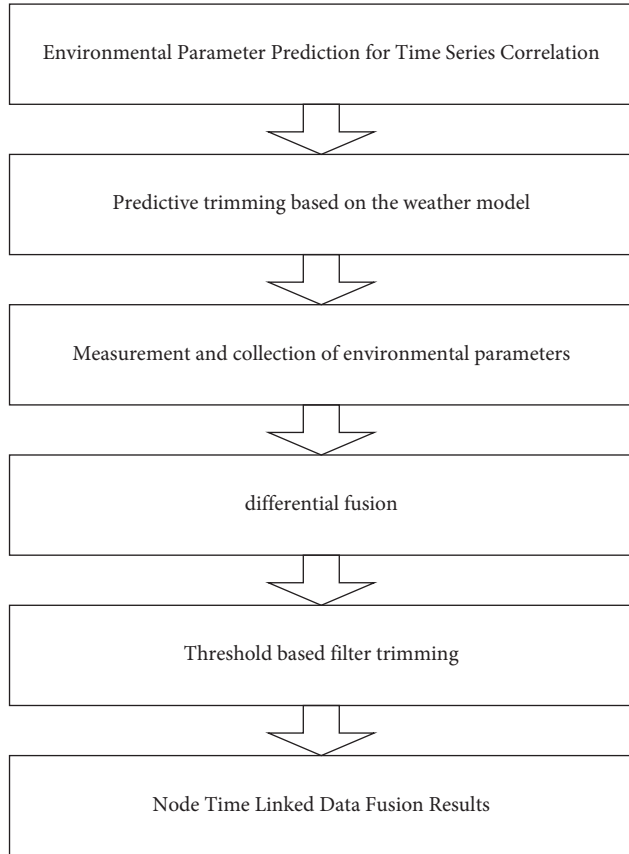 Environmental Parameter Prediction for Time Series Correlation
Predictive trimming based on the weather model
Measurement and collection of environmental parameters
differential fusion
Threshold based filter trimming
Node Time Linked Data Fusion Results